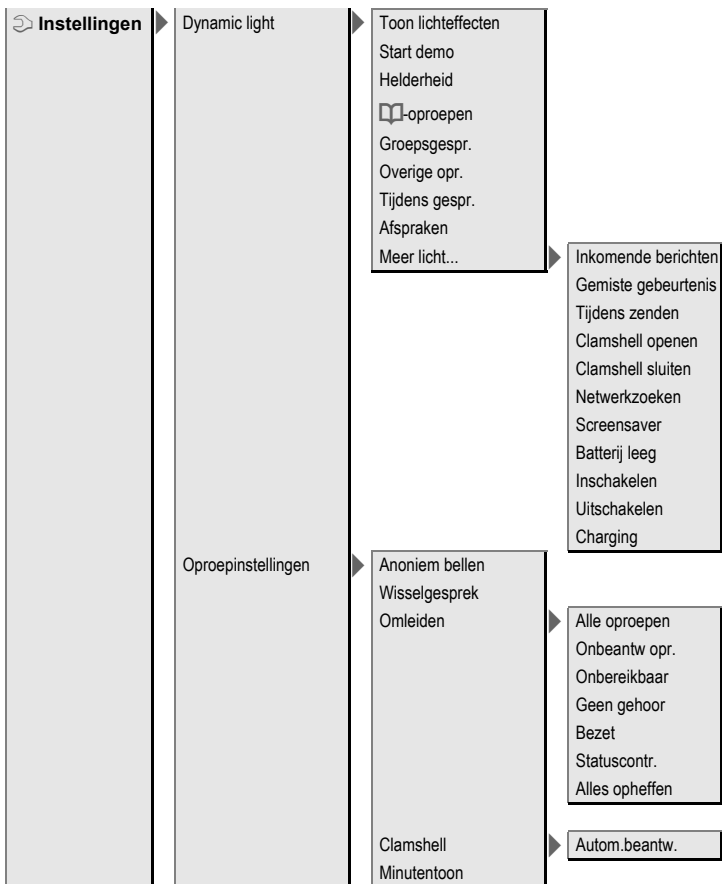 Instellingen
Dynamic light
Toon lichteffecten
Start demo
Helderheid
-oproepen
Groepsgespr.
Overige opr.
Tijdens gespr.
Afspraken
Meer licht...
Inkomende berichten
Gemiste gebeurtenis
Tijdens zenden
Clamshell openen
Clamshell sluiten
Netwerkzoeken
Screensaver
Batterij leeg
Inschakelen
Uitschakelen
Charging
Oproepinstellingen
Anoniem bellen
Wisselgesprek
Omleiden
Alle oproepen
Onbeantw opr.
Onbereikbaar
Geen gehoor
Bezet
Statuscontr.
Alles opheffen
Clamshell
Autom.beantw.
Minutentoon